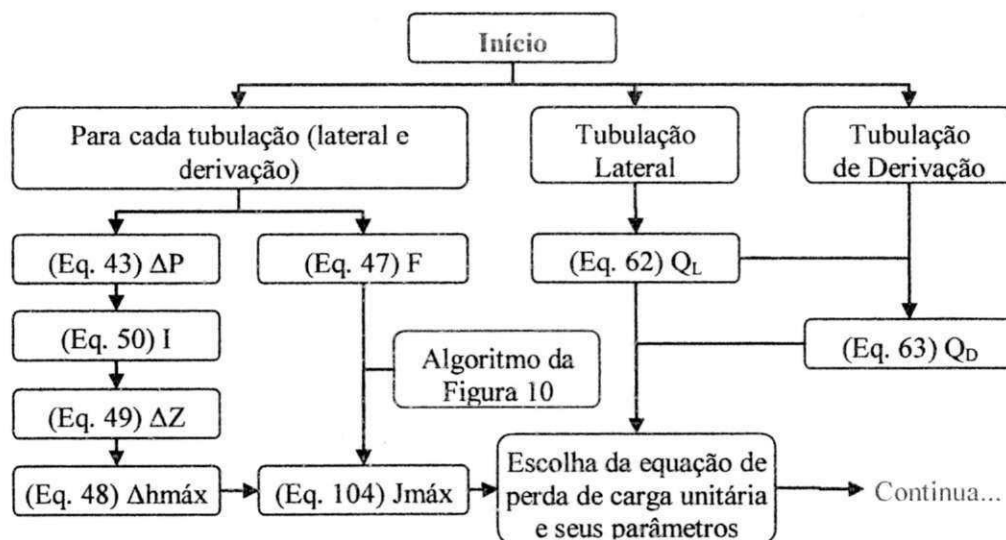 Início
Para cada tubulação (lateral e
derivação)
Tubulação
Lateral
Tubulação
de Derivação
(Eq. 43) ΔP
(Eq. 47) F
(Eq. 62) Q_L
(Eq. 50) I
Algoritmo da
Figura 10
(Eq. 63) Q_D
(Eq. 49) ΔZ
(Eq. 48) Δhmáx
(Eq. 104) Jmáx
Escolha da equação de
perda de carga unitária
e seus parâmetros
Continua...